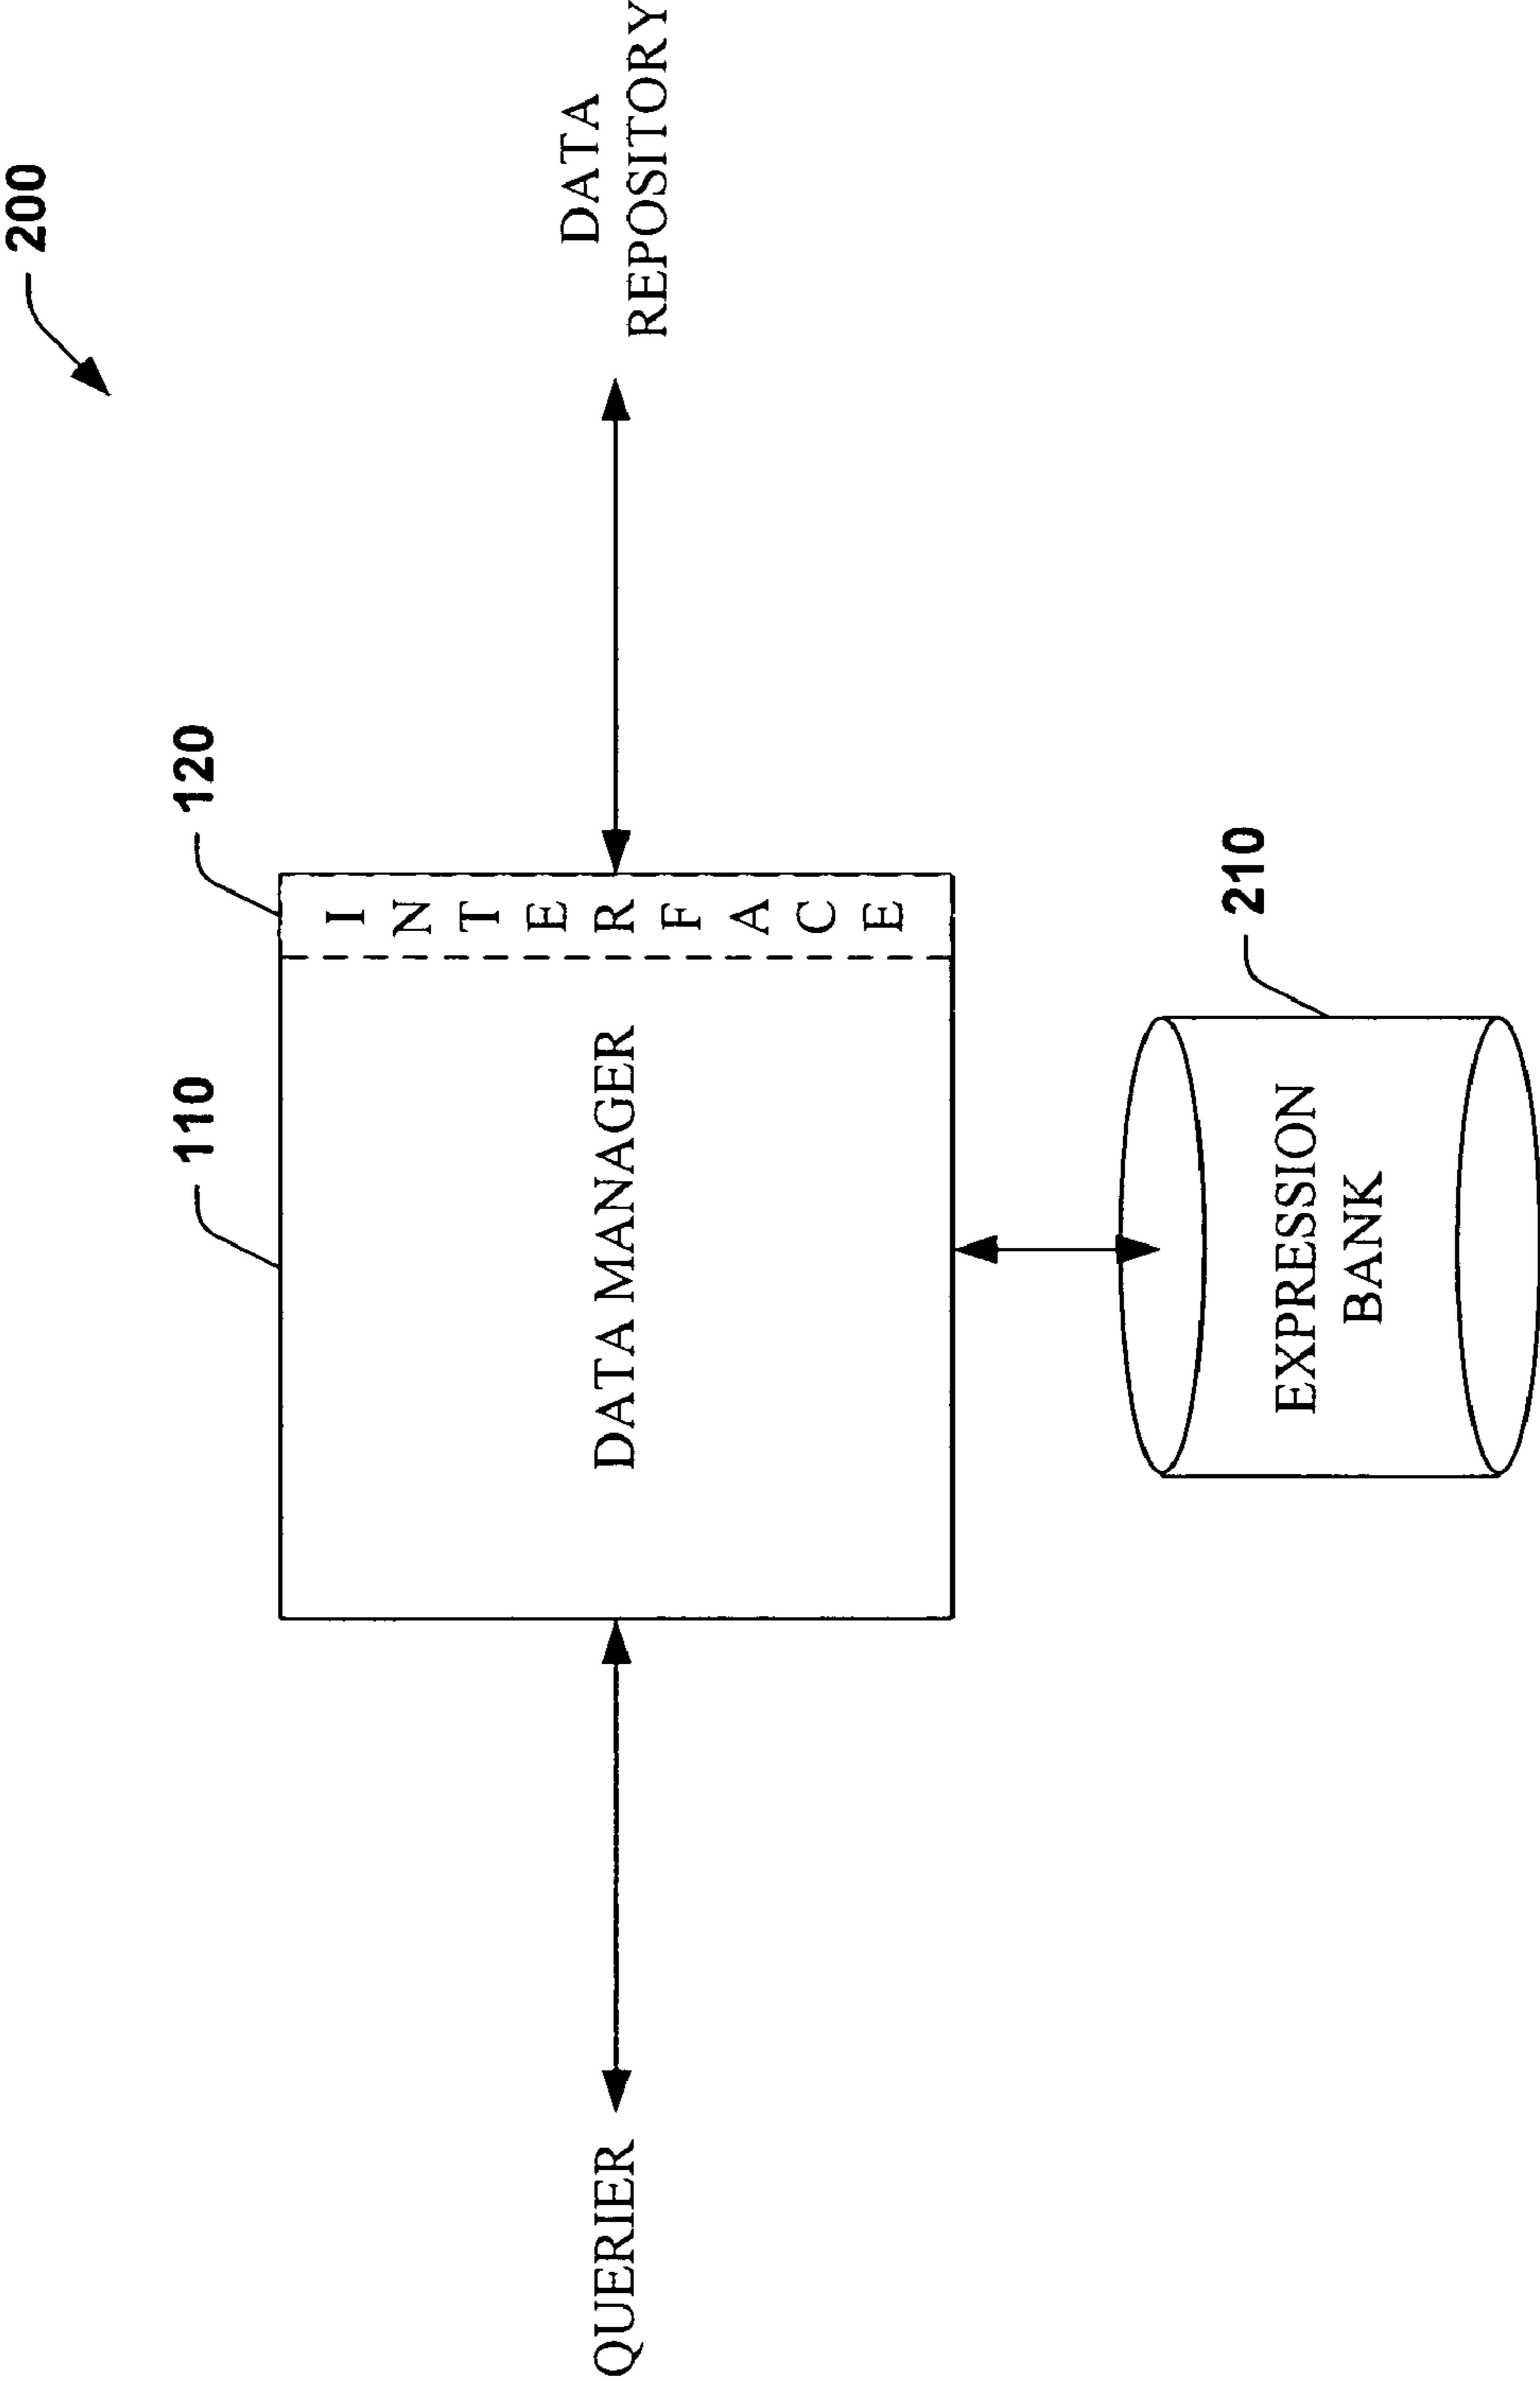 200
110
120
QUERIER
DATA MANAGER
INTERFACE
DATA
REPOSITORY
210
EXPRESSION
BANK